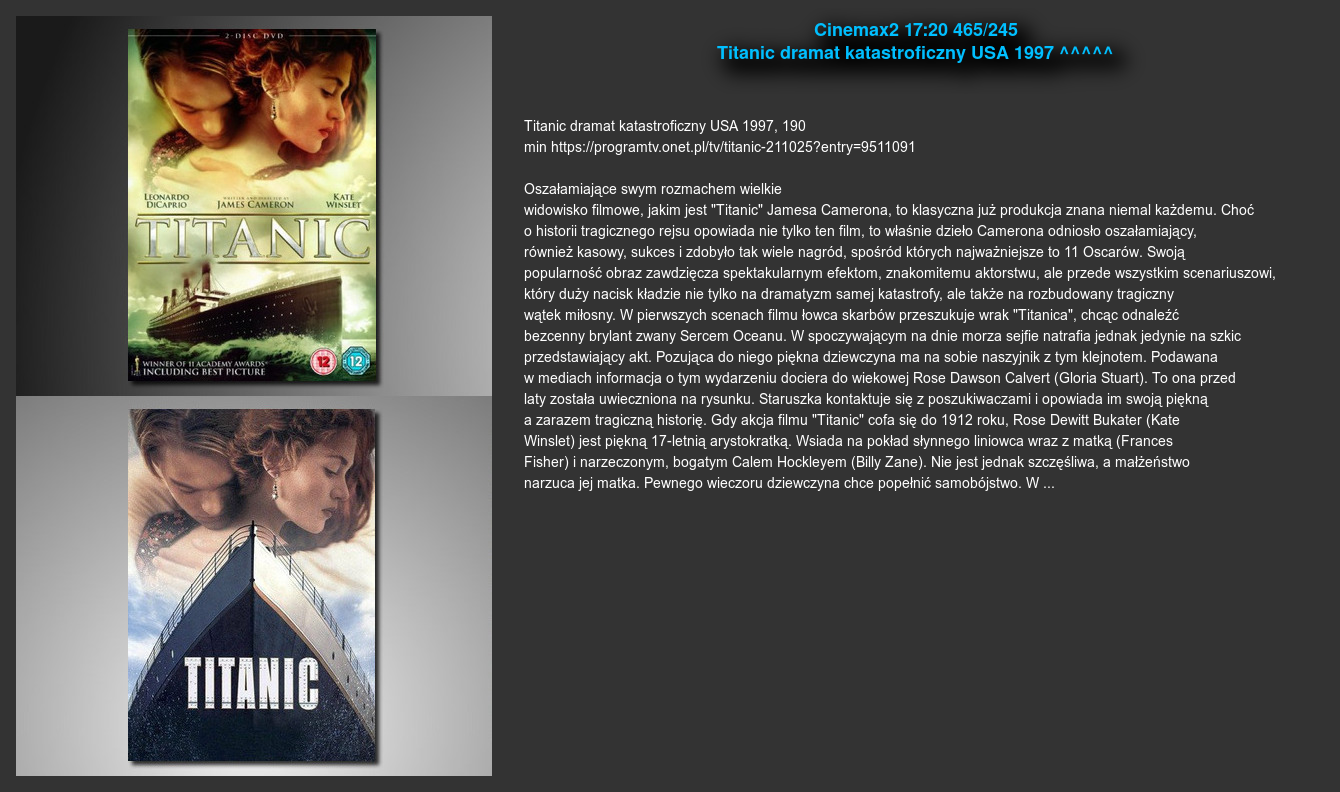 2-DISC DVD
LEONARDO
DICAPRIO
WRITTEN AND DIRECTED BY
JAMES CAMERON
KATE
WINSLET
TITANIC
WINNER OF 11 ACADEMY AWARDS
INCLUDING BEST PICTURE
12
12
TITANIC
Cinemax2 17:20 465/245
Titanic dramat katastroficzny USA 1997 ^^^^^
Titanic dramat katastroficzny USA 1997, 190
min https://programtv.onet.pl/tv/titanic-211025?entry=9511091
Oszałamiające swym rozmachem wielkie
widowisko filmowe, jakim jest "Titanic" Jamesa Camerona, to klasyczna już produkcja znana niemal każdemu. Choć
o historii tragicznego rejsu opowiada nie tylko ten film, to właśnie dzieło Camerona odniosło oszałamiający,
również kasowy, sukces i zdobyło tak wiele nagród, spośród których najważniejsze to 11 Oscarów. Swoją
popularność obraz zawdzięcza spektakularnym efektom, znakomitemu aktorstwu, ale przede wszystkim scenariuszowi,
który duży nacisk kładzie nie tylko na dramatyzm samej katastrofy, ale także na rozbudowany tragiczny
wątek miłosny. W pierwszych scenach filmu łowca skarbów przeszukuje wrak "Titanica", chcąc odnaleźć
bezcenny brylant zwany Sercem Oceanu. W spoczywającym na dnie morza sejfie natrafia jednak jedynie na szkic
przedstawiający akt. Pozująca do niego piękna dziewczyna ma na sobie naszyjnik z tym klejnotem. Podawana
w mediach informacja o tym wydarzeniu dociera do wiekowej Rose Dawson Calvert (Gloria Stuart). To ona przed
laty została uwieczniona na rysunku. Staruszka kontaktuje się z poszukiwaczami i opowiada im swoją piękną
a zarazem tragiczną historię. Gdy akcja filmu "Titanic" cofa się do 1912 roku, Rose Dewitt Bukater (Kate
Winslet) jest piękną 17-letnią arystokratką. Wsiada na pokład słynnego liniowca wraz z matką (Frances
Fisher) i narzeczonym, bogatym Calem Hockleyem (Billy Zane). Nie jest jednak szczęśliwa, a małżeństwo
narzuca jej matka. Pewnego wieczoru dziewczyna chce popełnić samobójstwo. W ...